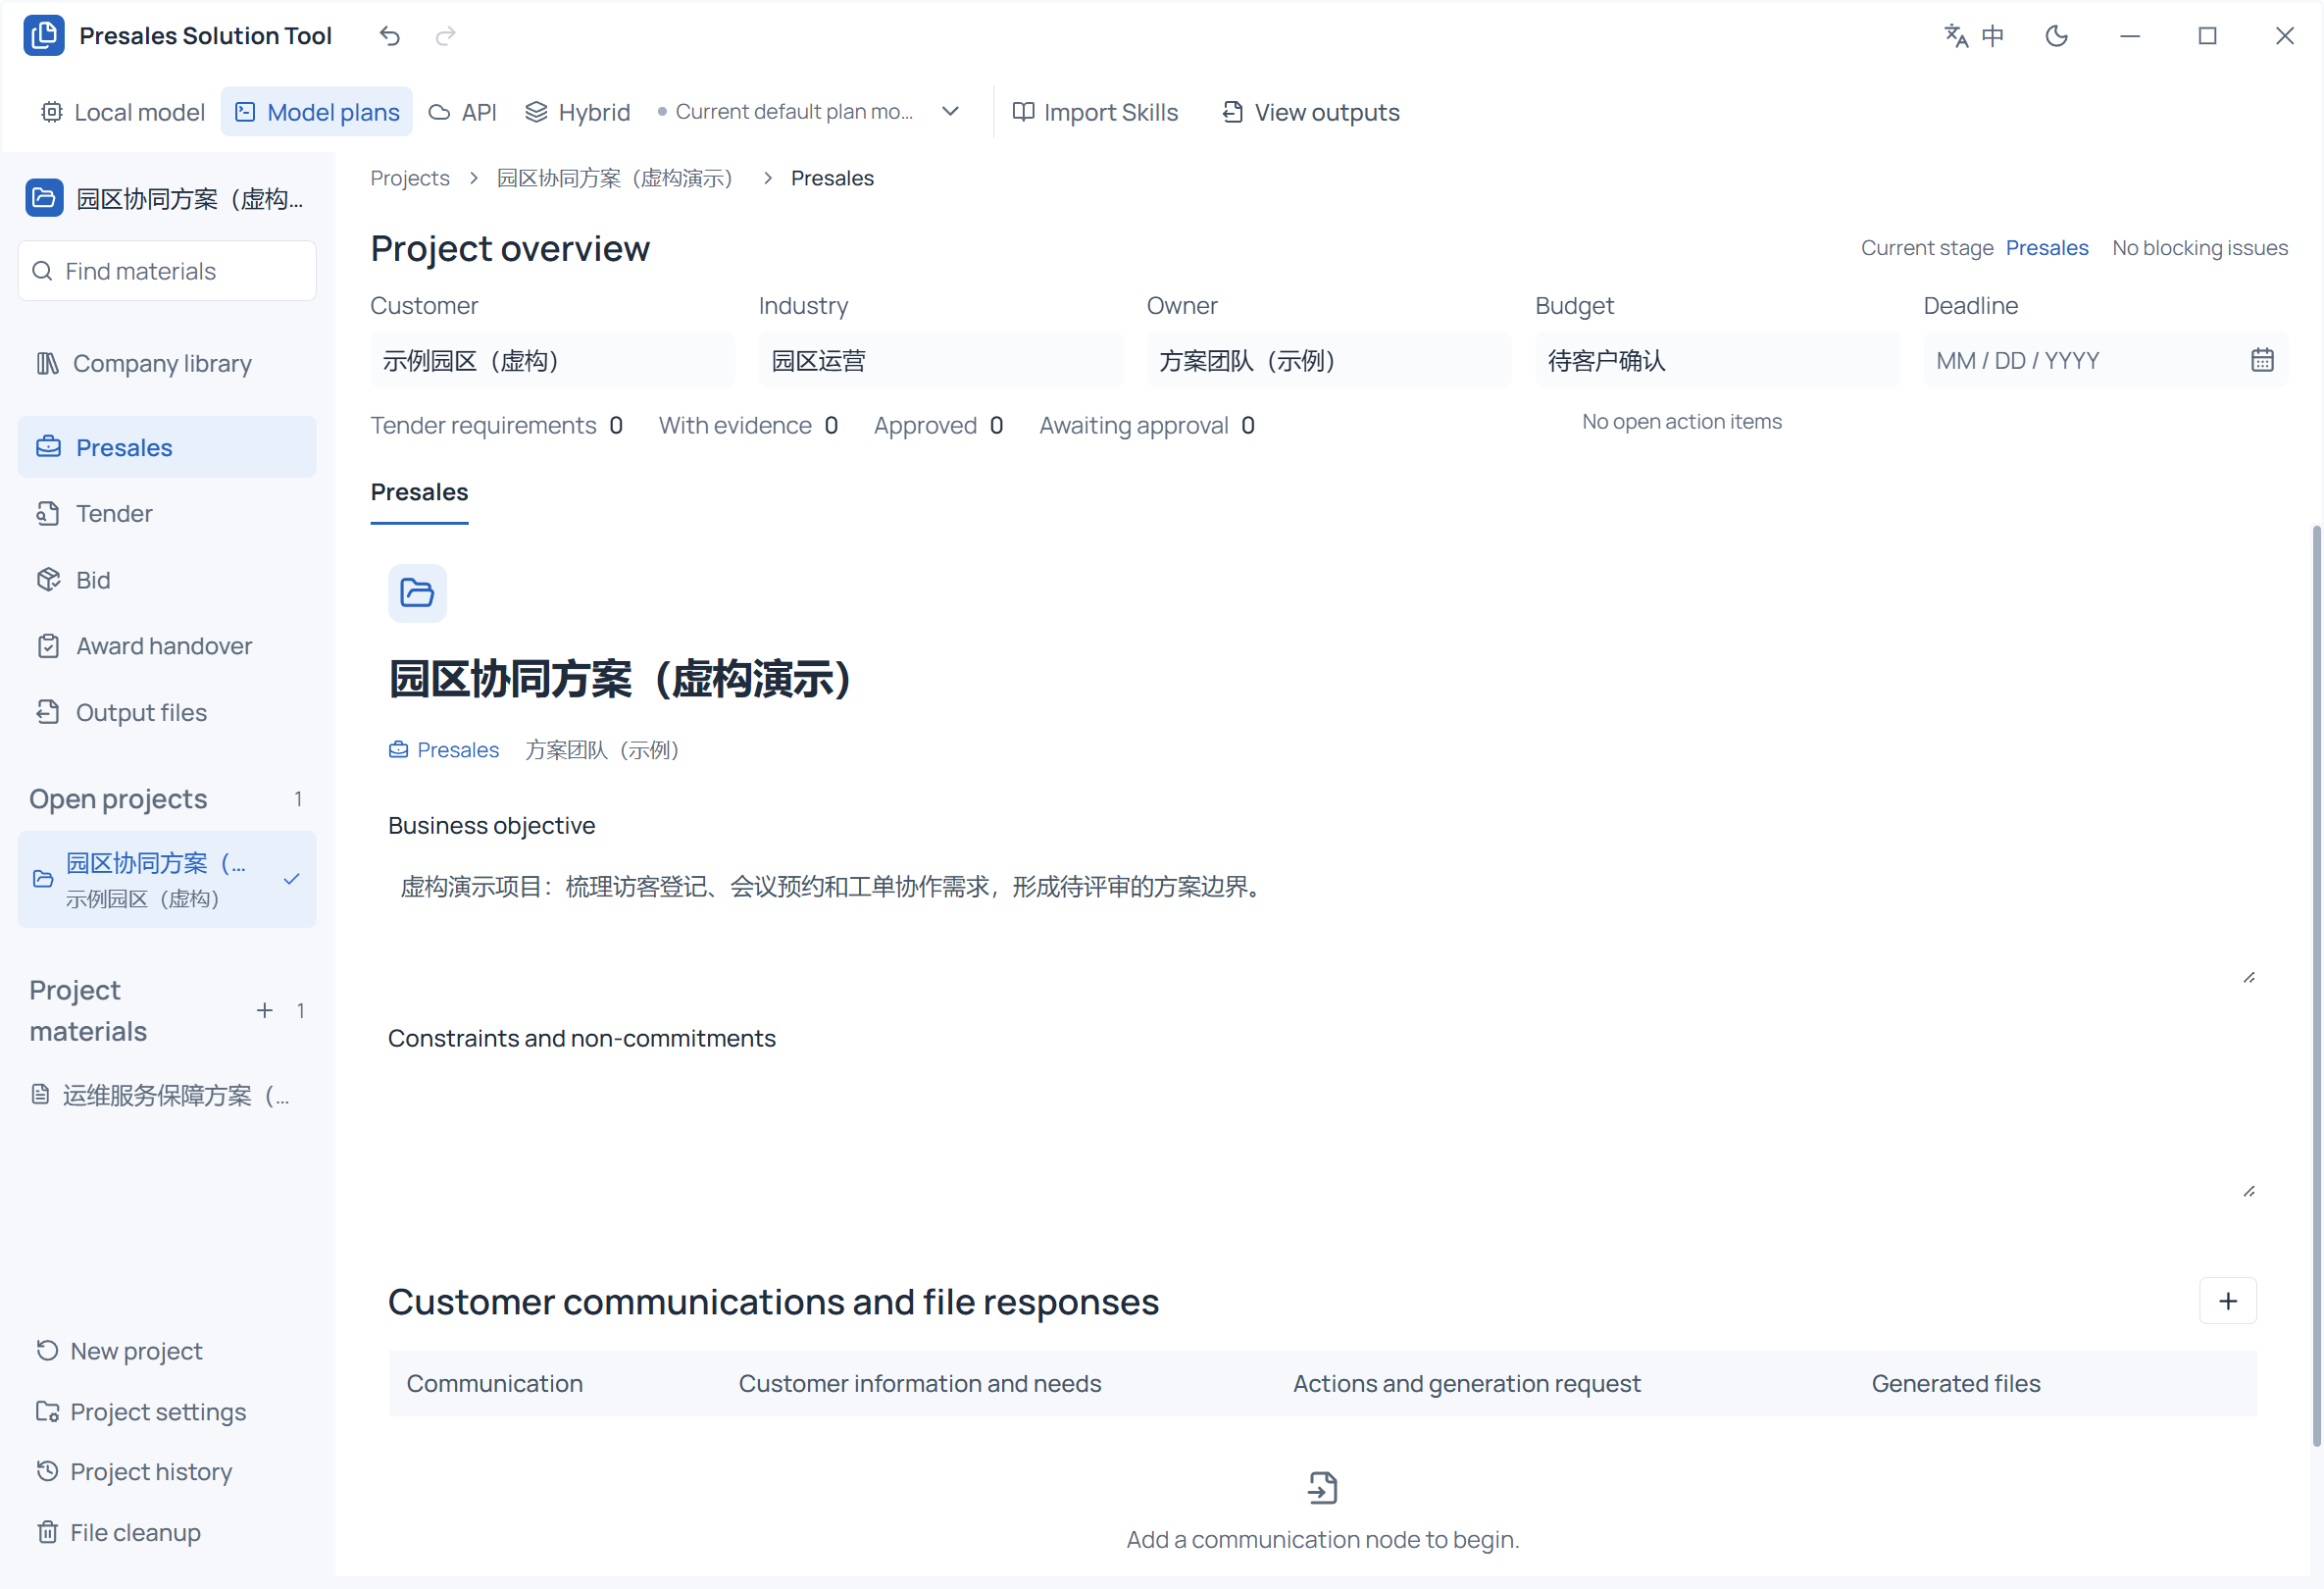 Presales Solution Tool
中
Local model
Model plans
API
Hybrid
Current default plan mo...
Import Skills
View outputs
园区协同方案（虚构...
Find materials
Company library
Presales
Tender
Bid
Award handover
Output files
Open projects 1
园区协同方案（...
示例园区（虚构）
Project materials + 1
运维服务保障方案（...
New project
Project settings
Project history
File cleanup
Projects > 园区协同方案（虚构演示） > Presales
Project overview
Current stage Presales No blocking issues
Customer
示例园区（虚构）
Industry
园区运营
Owner
方案团队（示例）
Budget
待客户确认
Deadline
MM / DD / YYYY
Tender requirements 0 With evidence 0 Approved 0 Awaiting approval 0
No open action items
Presales
园区协同方案（虚构演示）
Presales 方案团队（示例）
Business objective
虚构演示项目：梳理访客登记、会议预约和工单协作需求，形成待评审的方案边界。
Constraints and non-commitments
Customer communications and file responses
+
Communication Customer information and needs Actions and generation request Generated files
Add a communication node to begin.